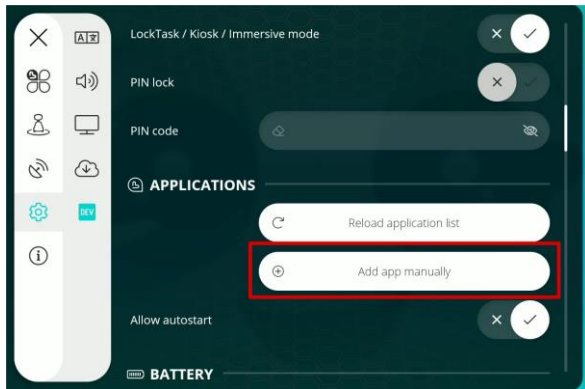 LockTask / Kiosk / Immersive mode
PIN lock
PIN code
APPLICATIONS
Reload application list
Add app manually
Allow autostart
BATTERY
DEV